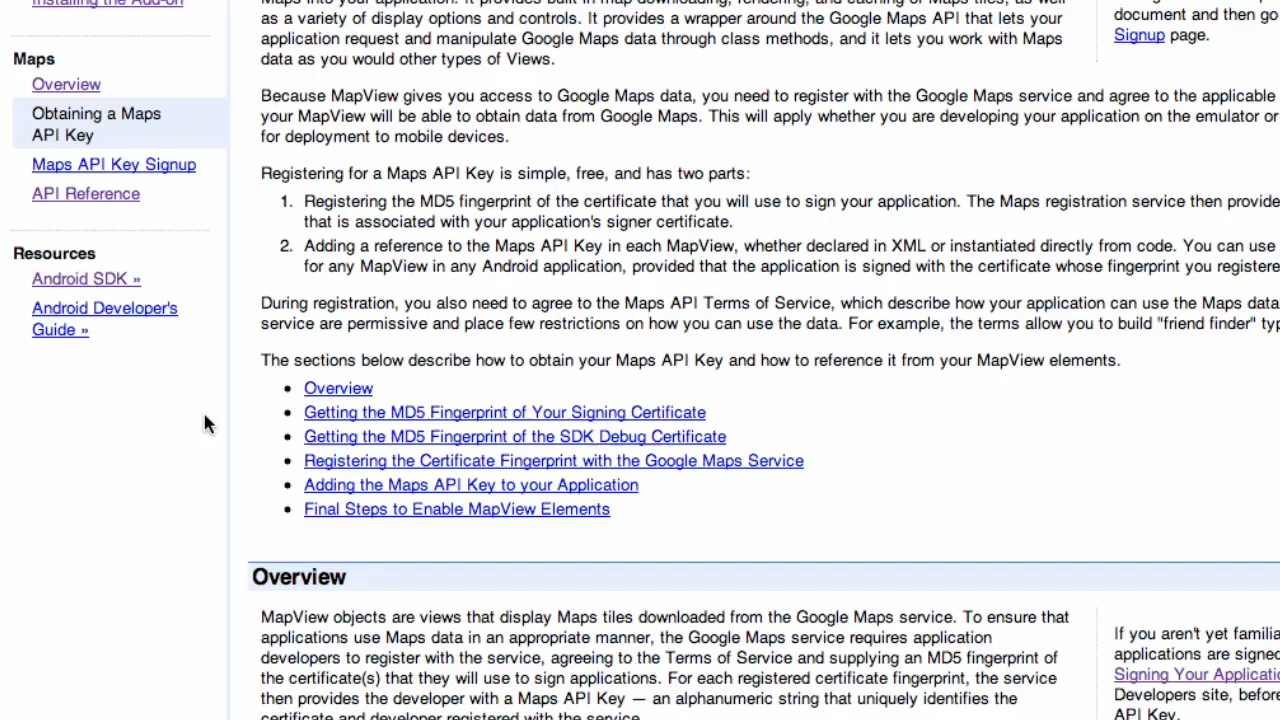 Installing the Add-on
Maps
Overview
Obtaining a Maps
API Key
Maps API Key Signup
API Reference
Resources
Android SDK »
Android Developer's
Guide »
Maps into your application. It provides built-in map downloading, rendering, and caching of Maps tiles, as well
as a variety of display options and controls. It provides a wrapper around the Google Maps API that lets your
application request and manipulate Google Maps data through class methods, and it lets you work with Maps
data as you would other types of Views.
document and then go
Signup page.
Because MapView gives you access to Google Maps data, you need to register with the Google Maps service and agree to the applicable
your MapView will be able to obtain data from Google Maps. This will apply whether you are developing your application on the emulator or
for deployment to mobile devices.
Registering for a Maps API Key is simple, free, and has two parts:
1. Registering the MD5 fingerprint of the certificate that you will use to sign your application. The Maps registration service then provide
that is associated with your application's signer certificate.
2. Adding a reference to the Maps API Key in each MapView, whether declared in XML or instantiated directly from code. You can use
for any MapView in any Android application, provided that the application is signed with the certificate whose fingerprint you registere
During registration, you also need to agree to the Maps API Terms of Service, which describe how your application can use the Maps data
service are permissive and place few restrictions on how you can use the data. For example, the terms allow you to build "friend finder" typ
The sections below describe how to obtain your Maps API Key and how to reference it from your MapView elements.
• Overview
• Getting the MD5 Fingerprint of Your Signing Certificate
• Getting the MD5 Fingerprint of the SDK Debug Certificate
• Registering the Certificate Fingerprint with the Google Maps Service
• Adding the Maps API Key to your Application
• Final Steps to Enable MapView Elements
Overview
MapView objects are views that display Maps tiles downloaded from the Google Maps service. To ensure that
applications use Maps data in an appropriate manner, the Google Maps service requires application
developers to register with the service, agreeing to the Terms of Service and supplying an MD5 fingerprint of
the certificate(s) that they will use to sign applications. For each registered certificate fingerprint, the service
then provides the developer with a Maps API Key — an alphanumeric string that uniquely identifies the
certificate and developer registered with the service.
If you aren't yet familia
applications are signed
Signing Your Applicatio
Developers site, before
API Key.